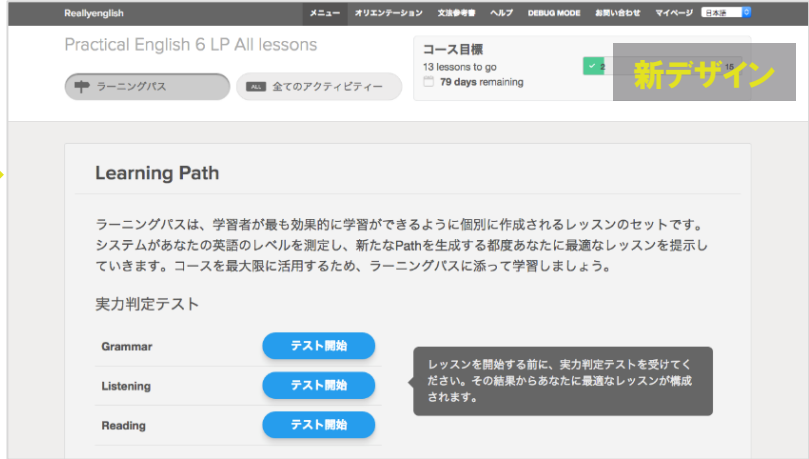 Reallyenglish
メニュー オリエンテーション 文法参考書 ヘルプ DEBUG MODE お問い合わせ マイページ 日本語
Practical English 6 LP All lessons
ラーニングパス
ALL 全てのアクティビティー
コース目標
13 lessons to go
79 days remaining
2
15
新デザイン
Learning Path
ラーニングパスは、学習者が最も効果的に学習ができるように個別に作成されるレッスンのセットです。
システムがあなたの英語のレベルを測定し、新たなPathを生成する都度あなたに最適なレッスンを提示し
ていきます。コースを最大限に活用するため、ラーニングパスに添って学習しましょう。
実力判定テスト
Grammar テスト開始
Listening テスト開始
Reading テスト開始
レッスンを開始する前に、実力判定テストを受けてく
ださい。その結果からあなたに最適なレッスンが構成
されます。